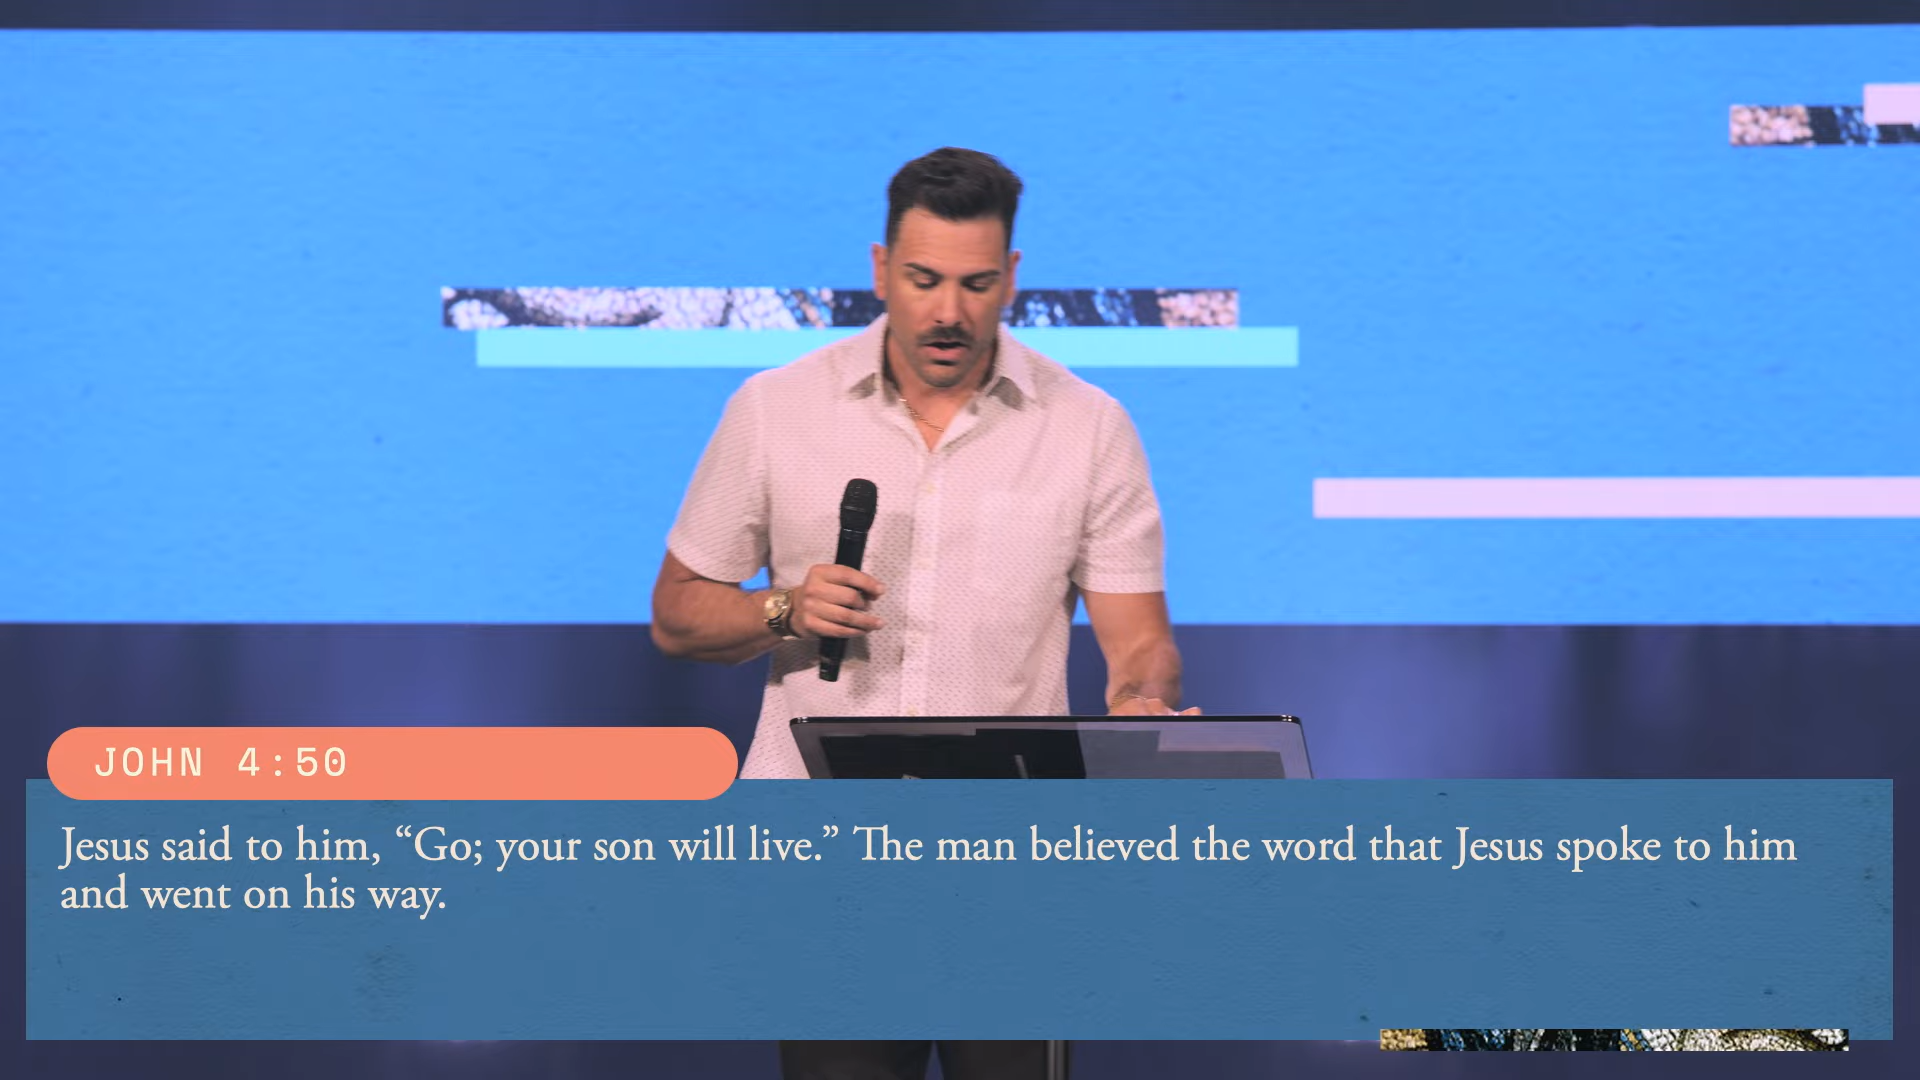 JOHN 4:50
Jesus said to him, “Go; your son will live.” The man believed the word that Jesus spoke to him
and went on his way.